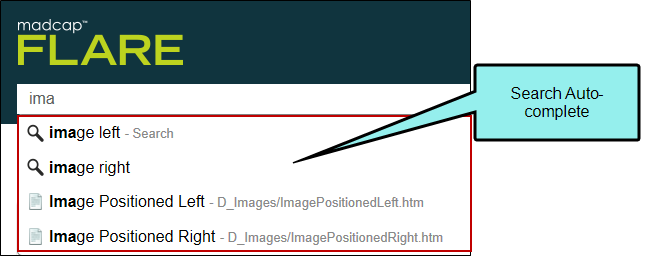 madcap™
FLARE
ima
image left - Search
image right
Image Positioned Left - D_Images/ImagePositionedLeft.htm
Image Positioned Right - D_Images/ImagePositionedRight.htm
Search Auto-
complete